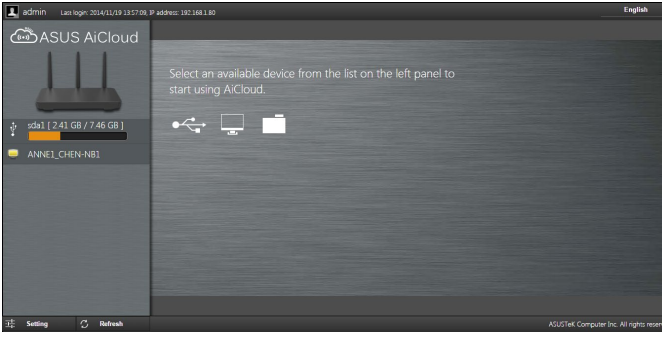 admin Last login: 2014/11/19 13:57:09, IP address: 192.168.1.80 English
ASUS AiCloud
Select an available device from the list on the left panel to
start using AiCloud.
sda1 [ 2.41 GB / 7.46 GB ]
ANNE1_CHEN-NB1
Setting Refresh ASUSTeK Computer Inc. All rights reser